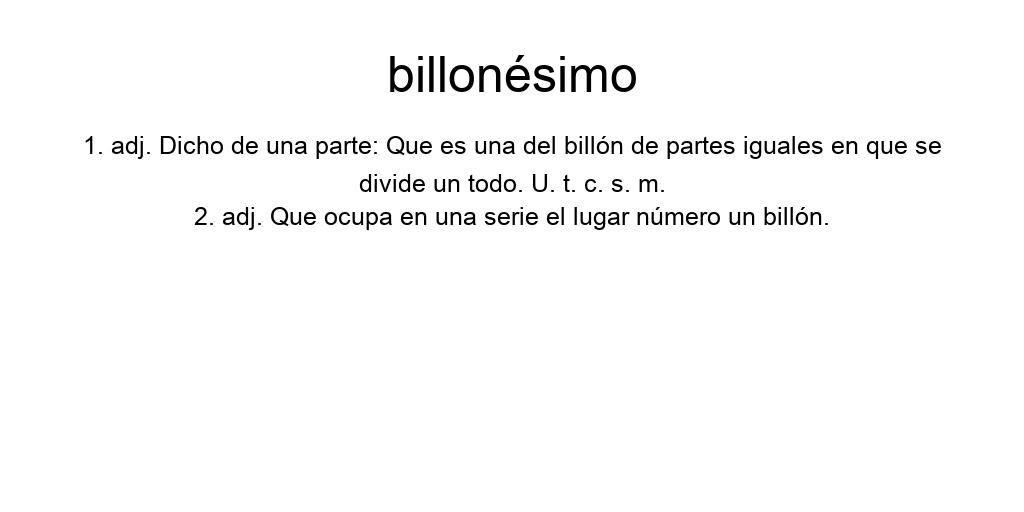 billonésimo
1. adj. Dicho de una parte: Que es una del billón de partes iguales en que se
divide un todo. U. t. c. s. m.
2. adj. Que ocupa en una serie el lugar número un billón.